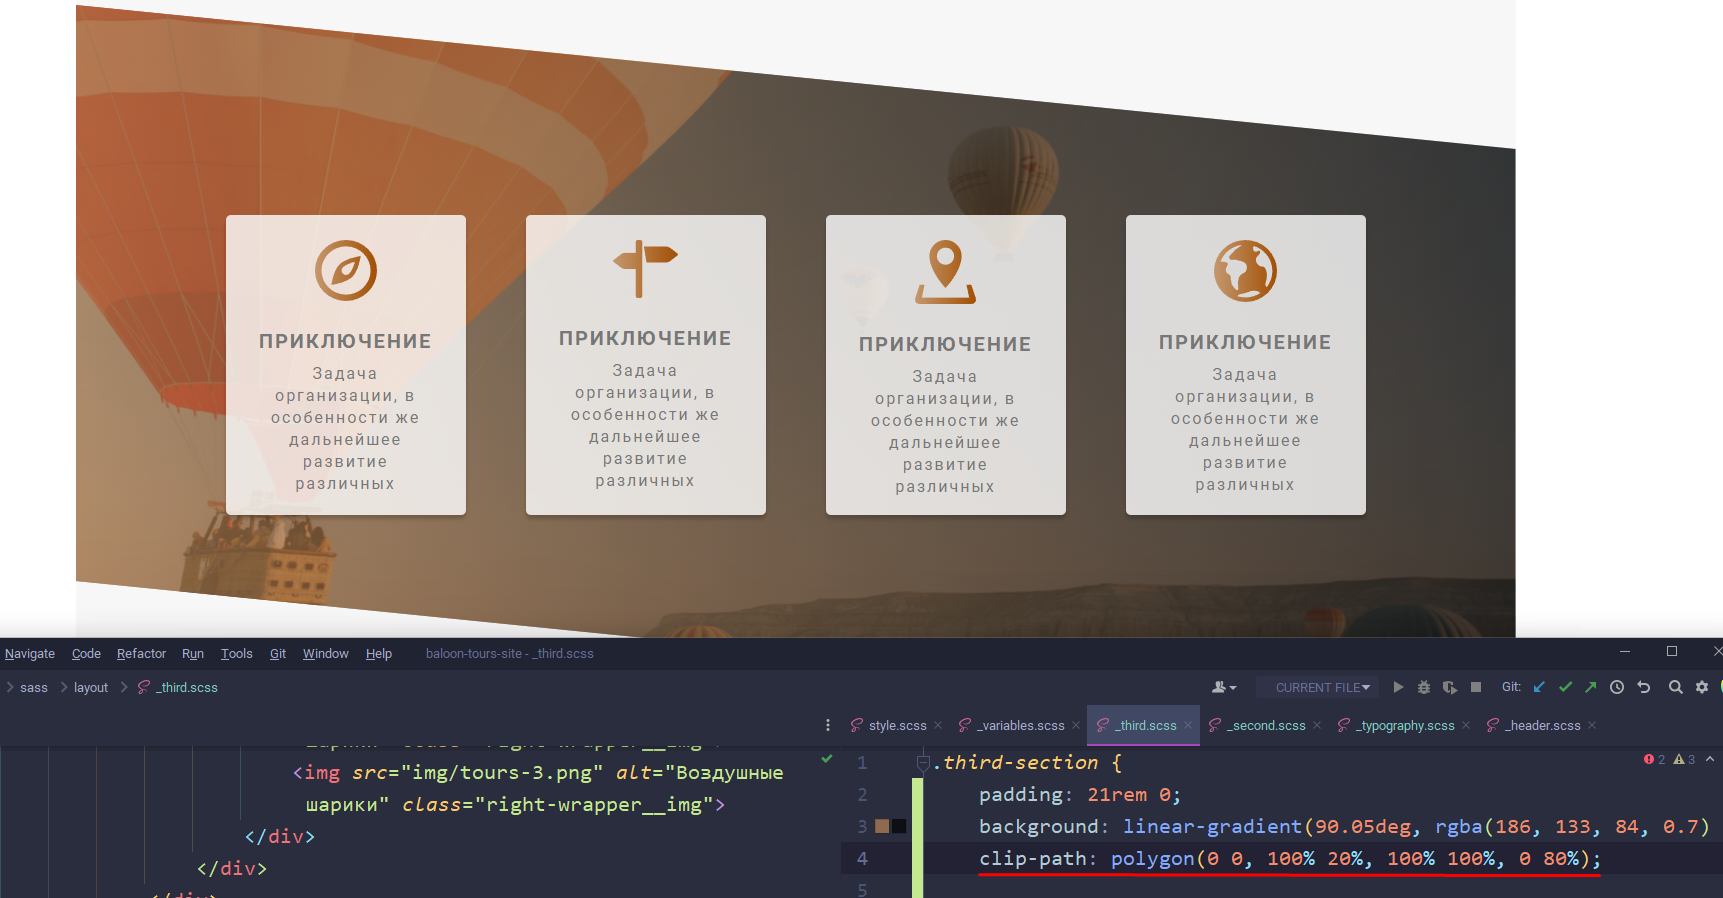 ПРИКЛЮЧЕНИЕ
Задача
организации, в
особенности же
дальнейшее
развитие
различных
ПРИКЛЮЧЕНИЕ
Задача
организации, в
особенности же
дальнейшее
развитие
различных
ПРИКЛЮЧЕНИЕ
Задача
организации, в
особенности же
дальнейшее
развитие
различных
ПРИКЛЮЧЕНИЕ
Задача
организации, в
особенности же
дальнейшее
развитие
различных
Navigate Code Refactor Run Tools Git Window Help baloon-tours-site - _third.scss
sass layout _third.scss CURRENT FILE Git:
style.scss _variables.scss _third.scss _second.scss _typography.scss _header.scss
<img src="img/tours-3.png" alt="Воздушные
шарики" class="right-wrapper__img">
</div>
</div>
2 3
1 .third-section {
2 padding: 21rem 0;
3 background: linear-gradient(90.05deg, rgba(186, 133, 84, 0.7)
4 clip-path: polygon(0 0, 100% 20%, 100% 100%, 0 80%);
5